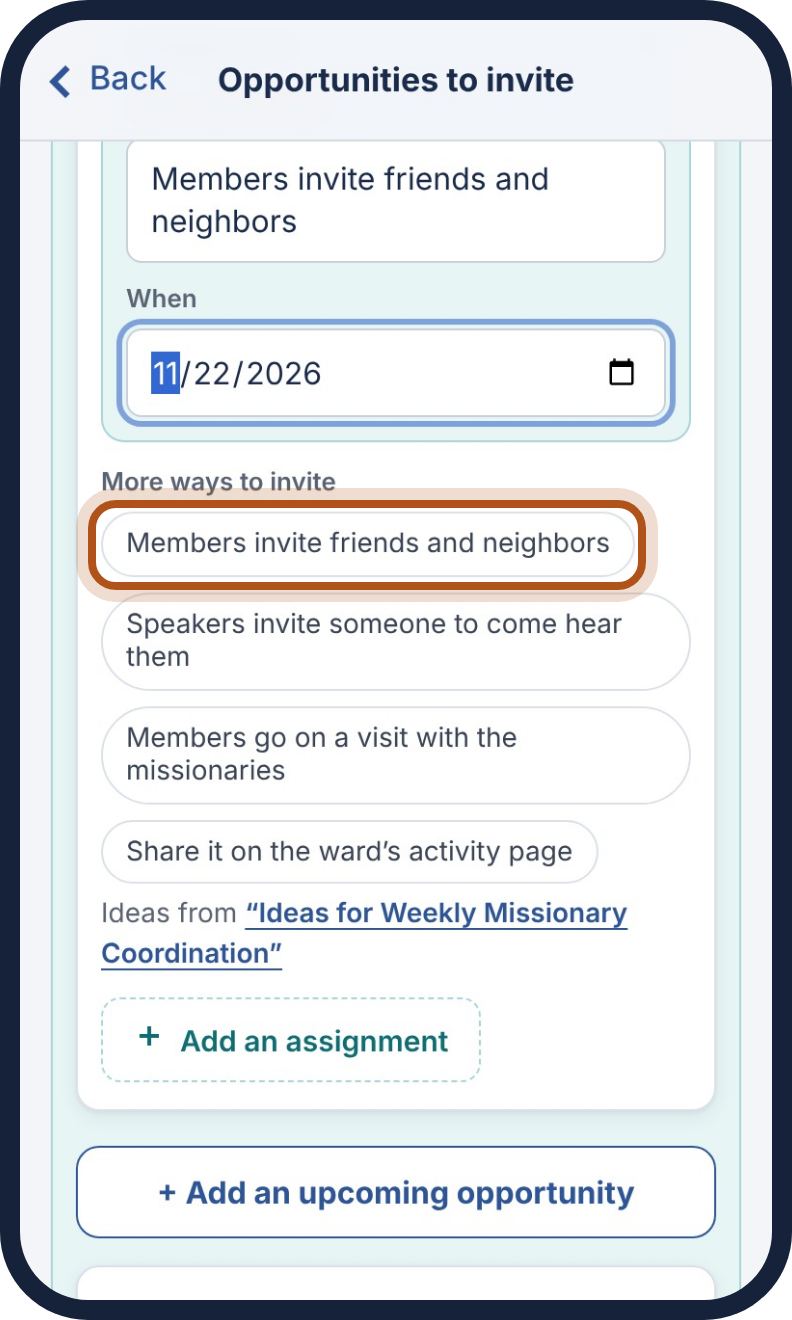 Back
Opportunities to invite
Members invite friends and
neighbors
When
11/22/2026
More ways to invite
Members invite friends and neighbors
Speakers invite someone to come hear
them
Members go on a visit with the
missionaries
Share it on the ward’s activity page
Ideas from “Ideas for Weekly Missionary
Coordination”
+ Add an assignment
+ Add an upcoming opportunity